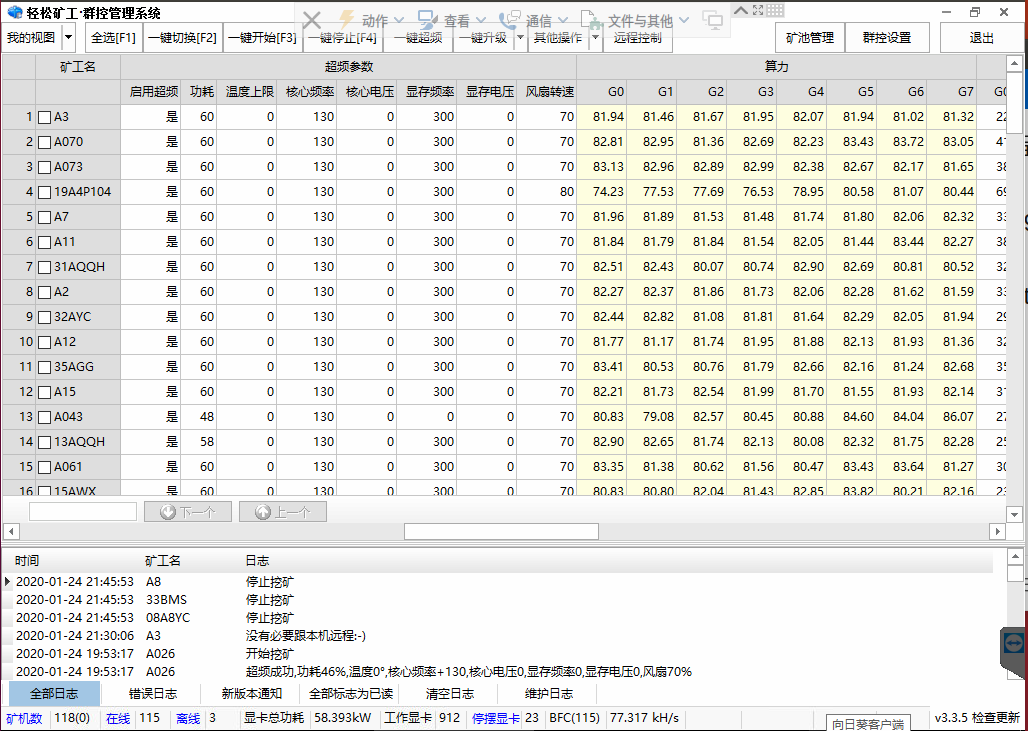 轻松矿工·群控管理系统
动作 查看 通信 文件与其他
我的视图 全选[F1] 一键切换[F2] 一键开始[F3] 一键停止[F4] 一键超频 一键升级 其他操作 远程控制 矿池管理 群控设置 退出
矿工名 超频参数 算力
启用超频 功耗 温度上限 核心频率 核心电压 显存频率 显存电压 风扇转速 G0 G1 G2 G3 G4 G5 G6 G7
1 A3 是 60 0 130 0 300 0 70 81.94 81.46 81.67 81.95 82.07 81.94 81.02 81.32
2 A070 是 60 0 130 0 300 0 70 82.81 82.95 81.36 82.69 82.23 83.43 83.72 83.05
3 A073 是 60 0 130 0 300 0 70 83.13 82.96 82.89 82.99 82.38 82.67 82.17 81.65
4 19A4P104 是 60 0 130 0 300 0 80 74.23 77.53 77.69 76.53 78.95 80.58 81.07 80.44
5 A7 是 60 0 130 0 300 0 70 81.96 81.89 81.53 81.48 81.74 81.80 82.06 82.32
6 A11 是 60 0 130 0 300 0 70 81.84 81.79 81.84 81.54 82.05 81.44 83.44 82.27
7 31AQQH 是 60 0 130 0 300 0 70 82.51 82.43 80.07 80.74 82.90 82.69 80.81 80.52
8 A2 是 60 0 130 0 300 0 70 82.27 82.37 81.86 81.73 82.06 82.28 81.62 81.59
9 32AYC 是 60 0 130 0 300 0 70 82.44 82.82 81.08 81.81 81.64 82.29 82.05 81.94
10 A12 是 60 0 130 0 300 0 70 81.77 81.17 81.74 81.95 81.88 82.13 81.93 81.36
11 35AGG 是 60 0 130 0 300 0 70 83.41 80.53 80.76 81.79 82.66 82.16 81.24 82.68
12 A15 是 60 0 130 0 300 0 70 82.21 81.73 82.54 81.99 81.70 81.55 81.93 82.14
13 A043 是 48 0 130 0 0 0 70 80.83 79.08 82.57 80.45 80.88 84.60 84.04 86.07
14 13AQQH 是 58 0 130 0 300 0 70 82.90 82.65 81.74 82.13 80.08 82.32 81.75 82.28
15 A061 是 60 0 130 0 300 0 70 83.35 81.38 80.62 81.56 80.47 83.43 83.64 81.27
16 15AWX 是 60 0 130 0 300 0 70 80.83 80.80 82.04 81.43 82.85 83.82 80.21 82.16
下一个 上一个
时间 矿工名 日志
2020-01-24 21:45:53 A8 停止挖矿
2020-01-24 21:45:53 33BMS 停止挖矿
2020-01-24 21:45:53 08A8YC 停止挖矿
2020-01-24 21:30:06 A3 没有必要跟本机远程:-)
2020-01-24 19:53:17 A026 开始挖矿
2020-01-24 19:53:17 A026 超频成功,功耗46%,温度0°,核心频率+130,核心电压0,显存频率0,显存电压0,风扇70%
全部日志 错误日志 新版本通知 全部标志为已读 清空日志 维护日志
矿机数 118(0) 在线 115 离线 3 显卡总功耗 58.393kW 工作显卡 912 停摆显卡 23 BFC(115) 77.317 kH/s v3.3.5 检查更新
向日葵客户端